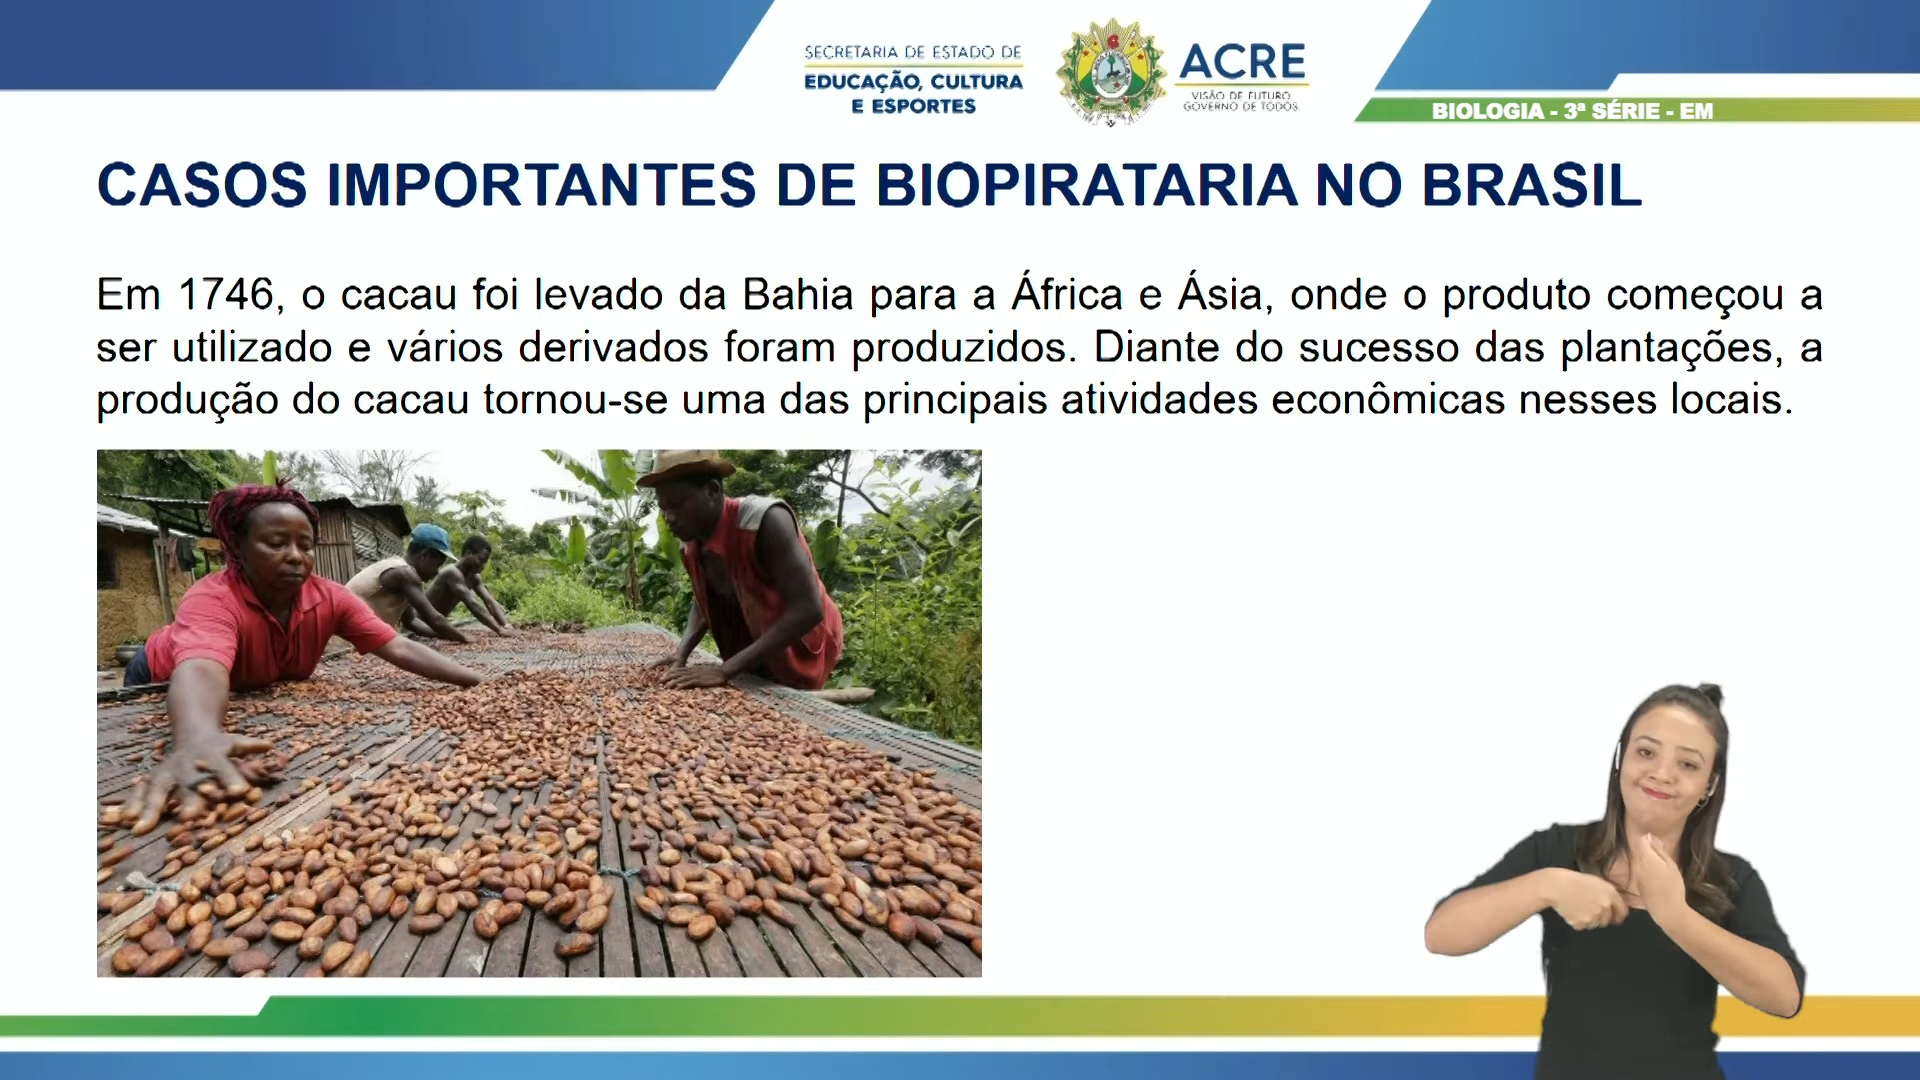 SECRETARIA DE ESTADO DE
EDUCAÇÃO, CULTURA
E ESPORTES
ACRE
VISÃO DE FUTURO
GOVERNO DE TODOS
BIOLOGIA - 3ª SÉRIE - EM
CASOS IMPORTANTES DE BIOPIRATARIA NO BRASIL
Em 1746, o cacau foi levado da Bahia para a África e Ásia, onde o produto começou a
ser utilizado e vários derivados foram produzidos. Diante do sucesso das plantações, a
produção do cacau tornou-se uma das principais atividades econômicas nesses locais.